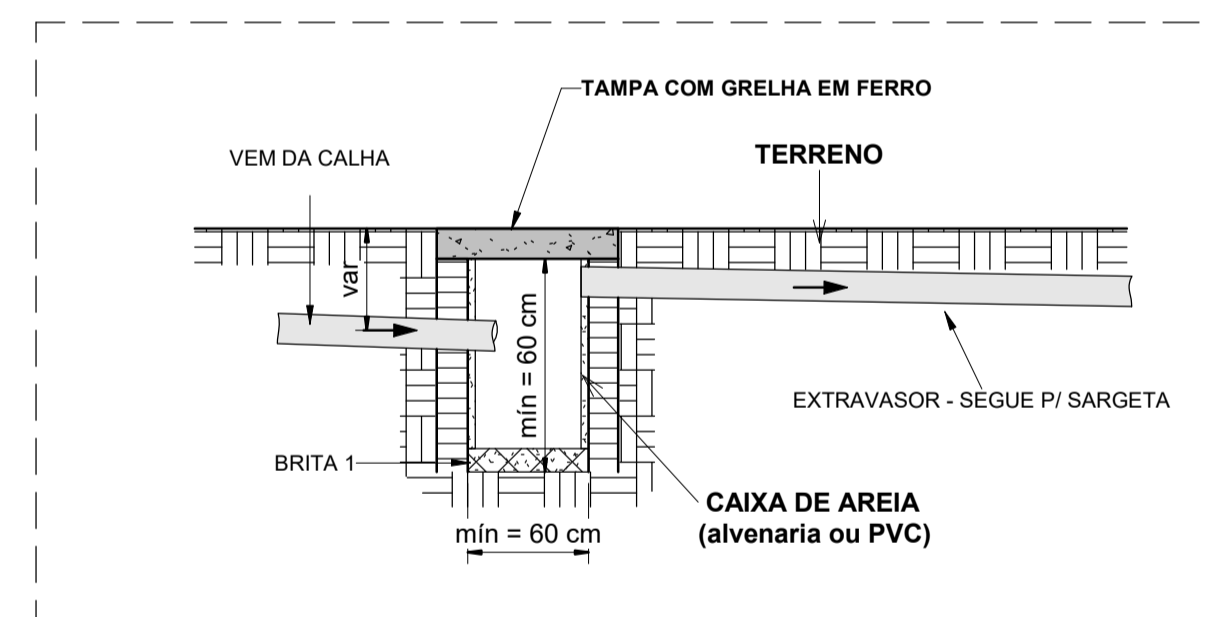 TAMPA COM GRELHA EM FERRO
VEM DA CALHA
TERRENO
var
mín = 60 cm
EXTRAVASOR - SEGUE P/ SARGETA
BRITA 1
CAIXA DE AREIA
(alvenaria ou PVC)
mín = 60 cm